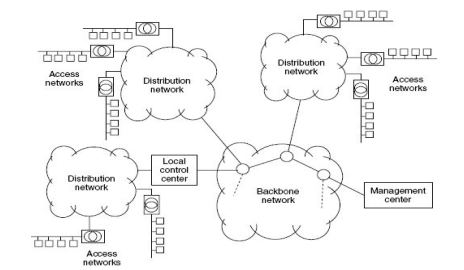 Access
networks
Distribution
network
Distribution
network
Access
networks
Distribution
network
Local
control
center
Backbone
network
Management
center
Access
networks